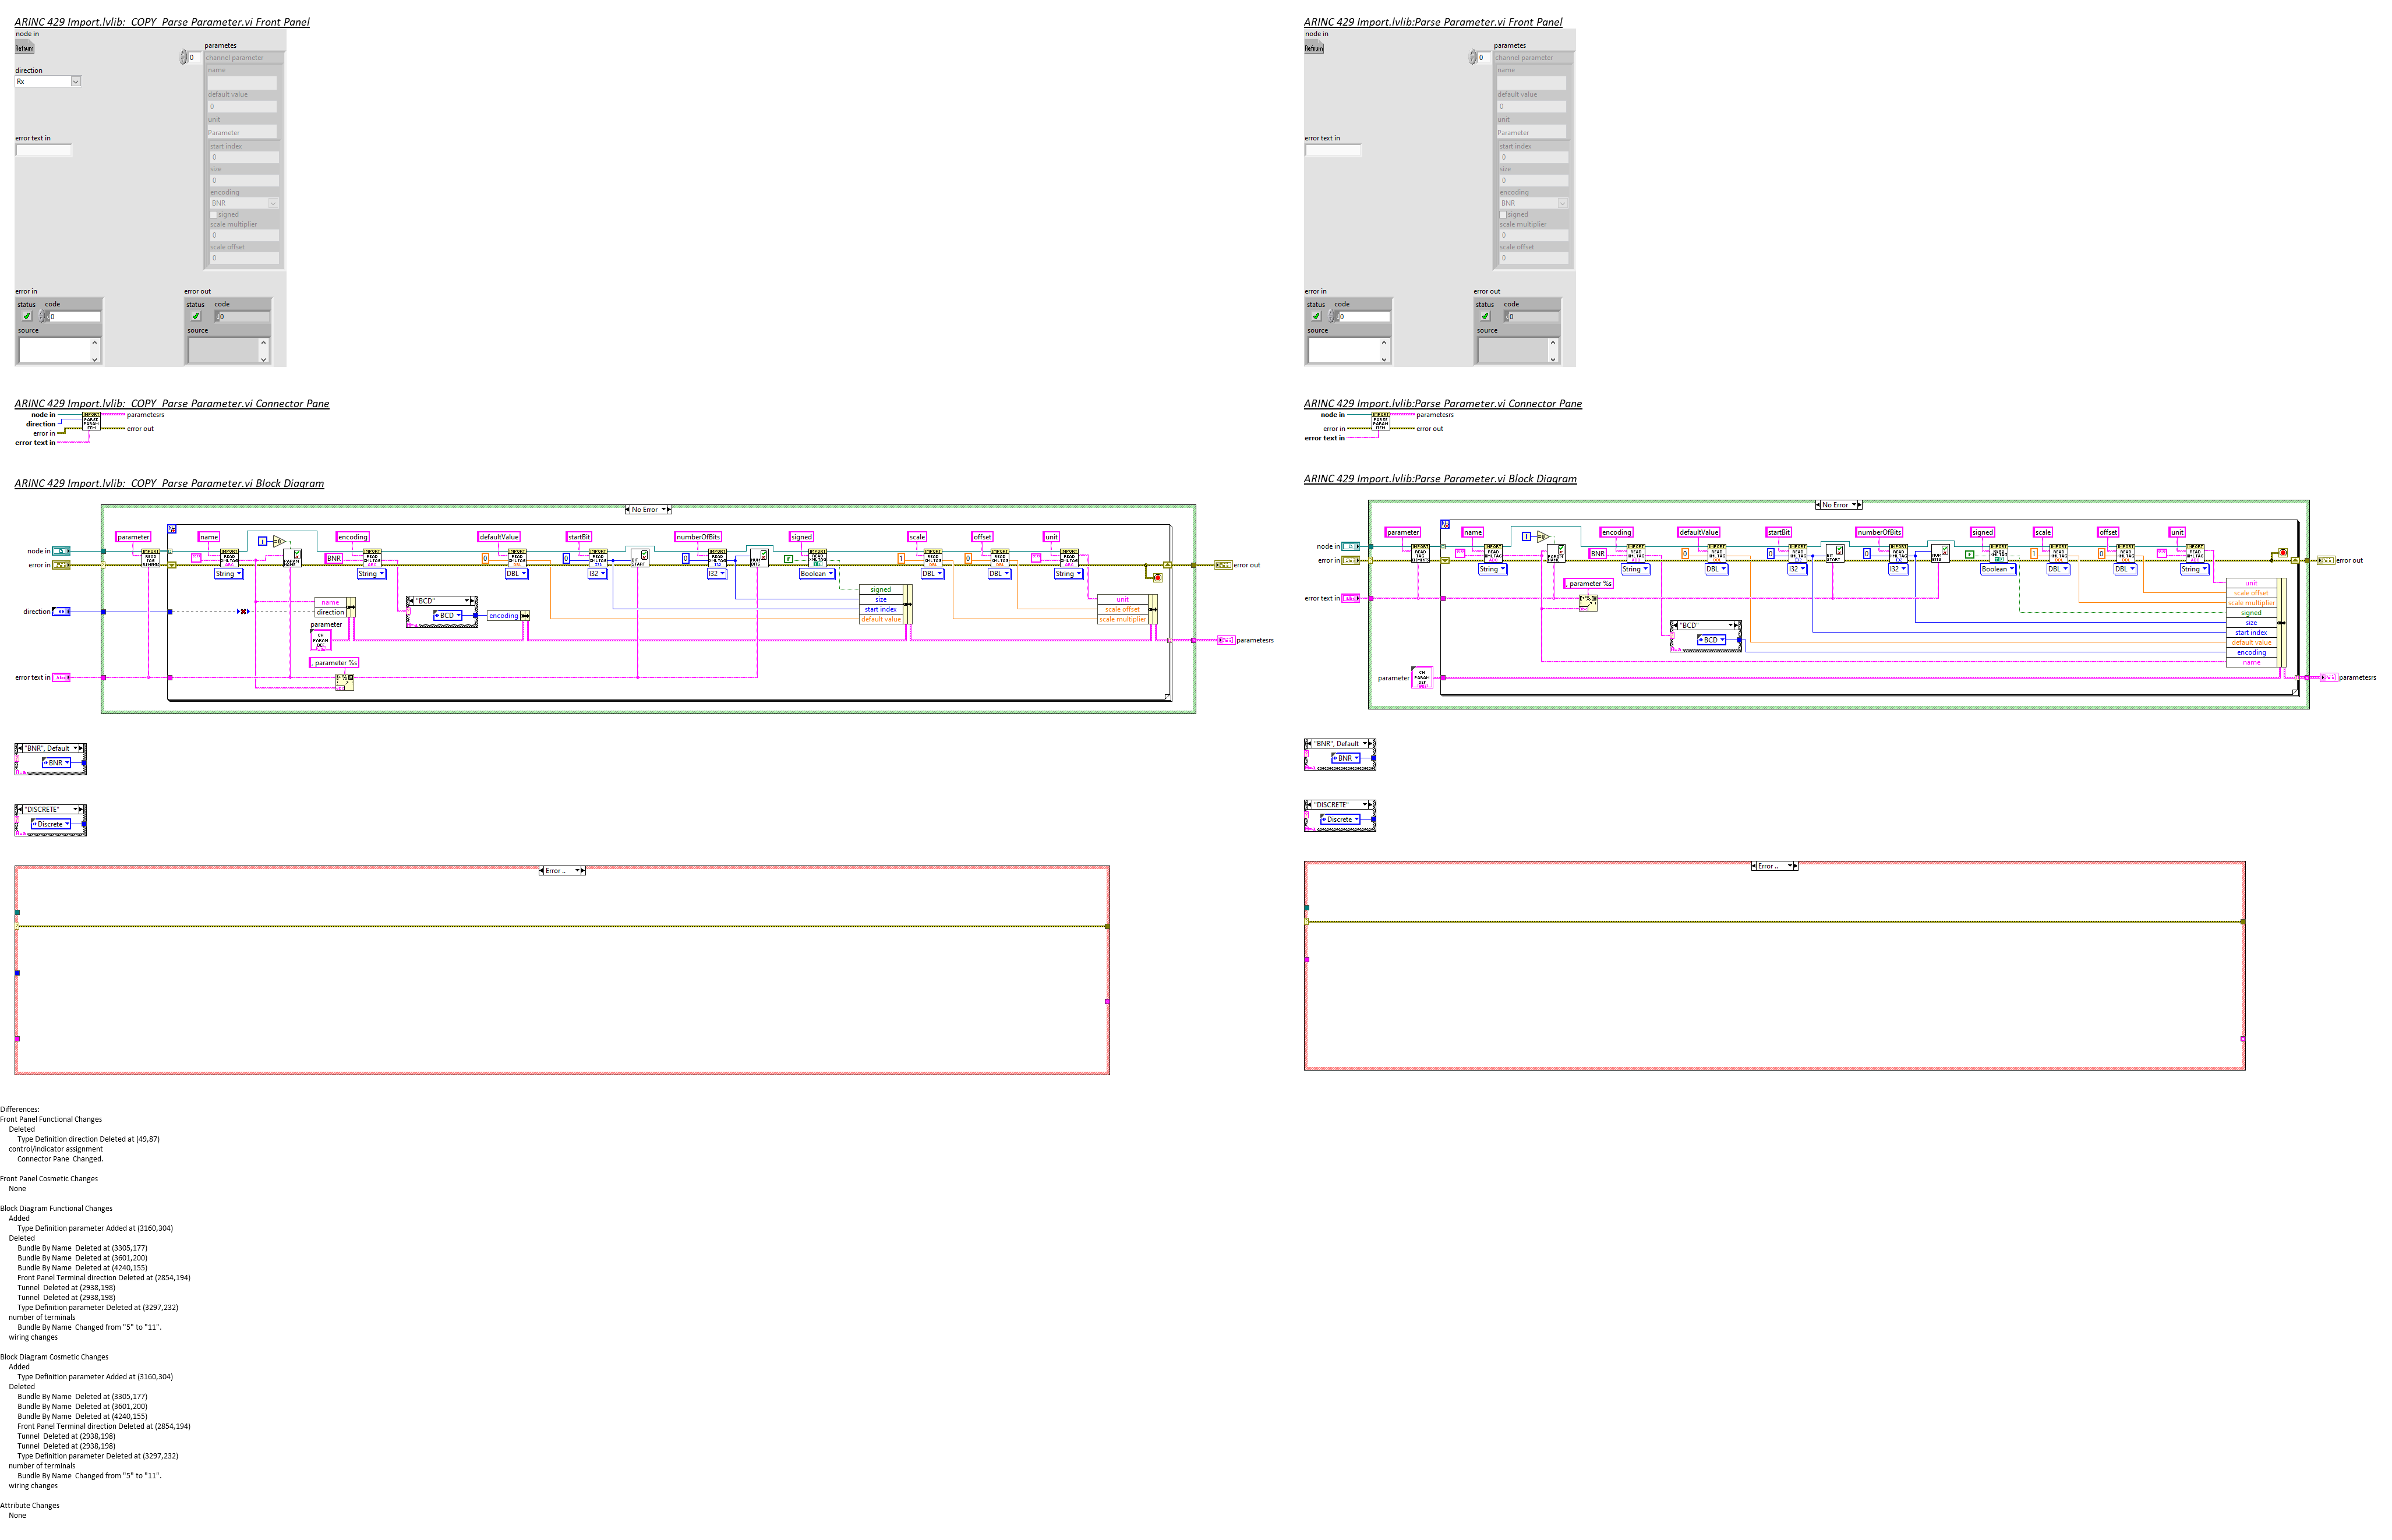 ARINC 429 Import.lvlib:  COPY  Parse Parameter.vi Front Panel
node in
Refnum
parametes
0
channel parameter
direction
Rx
name
default value
0
unit
Parameter
error text in
start index
0
size
0
encoding
BNR
signed
scale multiplier
0
scale offset
0
error in
error out
status code
0
source
status code
0
source
ARINC 429 Import.lvlib:  COPY  Parse Parameter.vi Connector Pane
node in
direction
error in
error text in
parametesrs
error out
ARINC 429 Import.lvlib:  COPY  Parse Parameter.vi Block Diagram
No Error
parameter
name
encoding
defaultValue
startBit
numberOfBits
signed
scale
offset
unit
node in
error in
i
BNR
0
0
0
F
1
0
error out
String
String
DBL
I32
I32
Boolean
DBL
DBL
String
direction
name
direction
parameter
"BCD"
BCD
encoding
signed
size
start index
default value
unit
scale offset
scale multiplier
parametesrs
, parameter %s
error text in
"BNR", Default
BNR
"DISCRETE"
Discrete
Error ..
Differences:
Front Panel Functional Changes
Deleted
Type Definition direction Deleted at (49,87)
control/indicator assignment
Connector Pane  Changed.
Front Panel Cosmetic Changes
None
Block Diagram Functional Changes
Added
Type Definition parameter Added at (3160,304)
Deleted
Bundle By Name  Deleted at (3305,177)
Bundle By Name  Deleted at (3601,200)
Bundle By Name  Deleted at (4240,155)
Front Panel Terminal direction Deleted at (2854,194)
Tunnel  Deleted at (2938,198)
Tunnel  Deleted at (2938,198)
Type Definition parameter Deleted at (3297,232)
number of terminals
Bundle By Name  Changed from "5" to "11".
wiring changes
Block Diagram Cosmetic Changes
Added
Type Definition parameter Added at (3160,304)
Deleted
Bundle By Name  Deleted at (3305,177)
Bundle By Name  Deleted at (3601,200)
Bundle By Name  Deleted at (4240,155)
Front Panel Terminal direction Deleted at (2854,194)
Tunnel  Deleted at (2938,198)
Tunnel  Deleted at (2938,198)
Type Definition parameter Deleted at (3297,232)
number of terminals
Bundle By Name  Changed from "5" to "11".
wiring changes
Attribute Changes
None
ARINC 429 Import.lvlib:Parse Parameter.vi Front Panel
node in
Refnum
parametes
0
channel parameter
name
default value
0
unit
Parameter
error text in
start index
0
size
0
encoding
BNR
signed
scale multiplier
0
scale offset
0
error in
error out
status code
0
source
status code
0
source
ARINC 429 Import.lvlib:Parse Parameter.vi Connector Pane
node in
error in
error text in
parametesrs
error out
ARINC 429 Import.lvlib:Parse Parameter.vi Block Diagram
No Error
parameter
name
encoding
defaultValue
startBit
numberOfBits
signed
scale
offset
unit
node in
error in
i
BNR
0
0
0
F
1
0
error out
String
String
DBL
I32
I32
Boolean
DBL
DBL
String
, parameter %s
error text in
unit
scale offset
scale multiplier
signed
size
start index
default value
encoding
name
"BCD"
BCD
parameter
parametesrs
"BNR", Default
BNR
"DISCRETE"
Discrete
Error ..